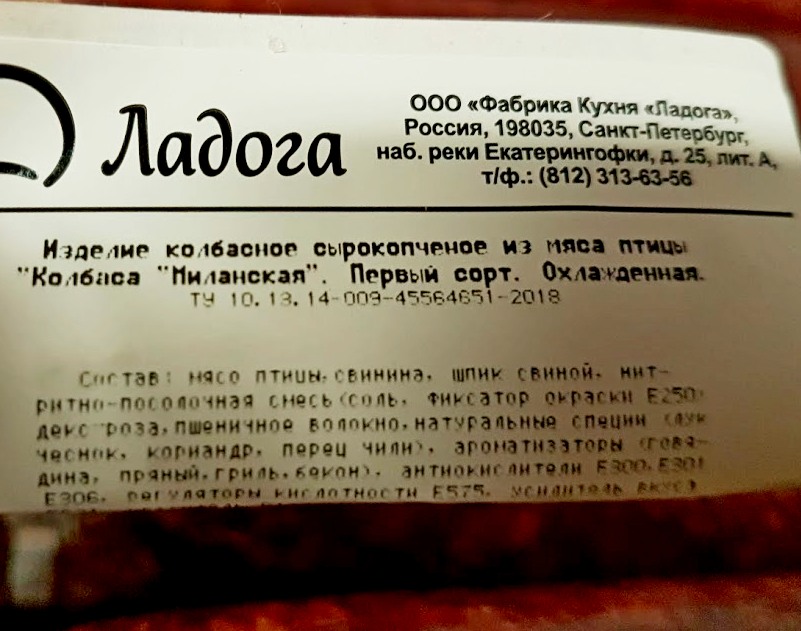 Ладога
ООО «Фабрика Кухня «Ладога»,
Россия, 198035, Санкт-Петербург,
наб. реки Екатерингофки, д. 25, лит. А,
т/ф.: (812) 313-63-56
Изделие колбасное сырокопченое из мяса птицы
"Колбаса "Миланская". Первый сорт. Охлажденная.
ТУ 10.13.14-009-45564651-2018
Состав: мясо птицы, свинина, шпик свиной, нит-
ритно-посолочная смесь (соль, фиксатор окраски Е250)
декстроза, пшеничное волокно, натуральные специи (лук
чеснок, кориандр, перец чили), ароматизаторы (говя-
дина, пряный, гриль, бекон), антиокислители Е300, Е301
Е306, регуляторы кислотности Е575, усилитель вкуса